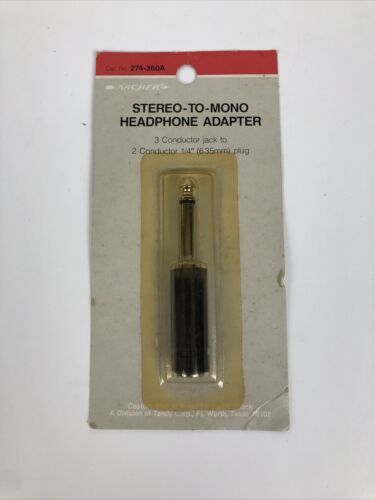 Cat. No. 274-360A
ARCHER
STEREO-TO-MONO
HEADPHONE ADAPTER
3 Conductor jack to
2 Conductor 1/4" (6.35mm) plug
A Division of Tandy Corp., Ft. Worth, Texas 76102